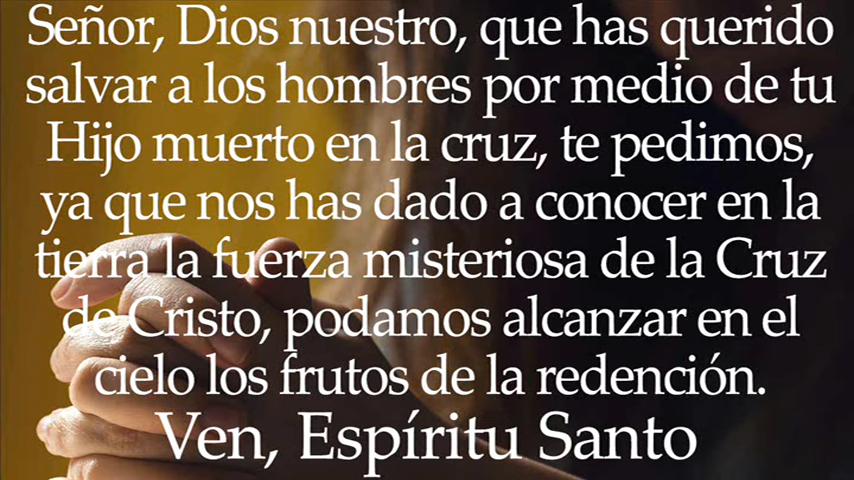 Señor, Dios nuestro, que has querido
salvar a los hombres por medio de tu
Hijo muerto en la cruz, te pedimos,
ya que nos has dado a conocer en la
tierra la fuerza misteriosa de la Cruz
de Cristo, podamos alcanzar en el
cielo los frutos de la redención.
Ven, Espíritu Santo